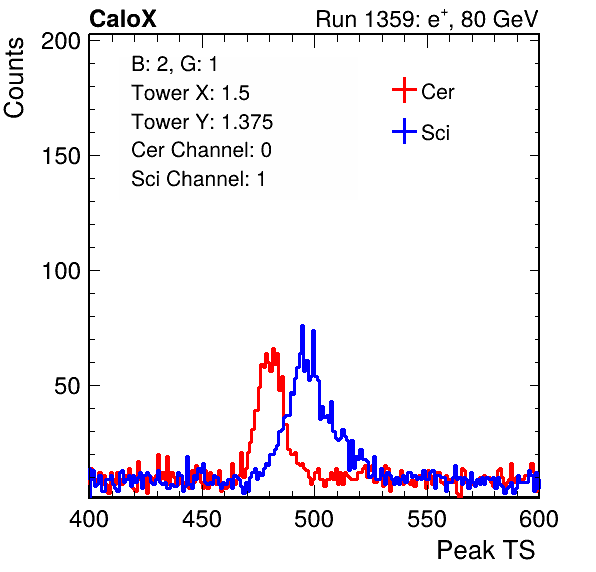 CaloX Run 1359: e⁺, 80 GeV
Counts
200
150
100
50
B: 2, G: 1
Tower X: 1.5
Tower Y: 1.375
Cer Channel: 0
Sci Channel: 1
Cer
Sci
400 450 500 550 600
Peak TS